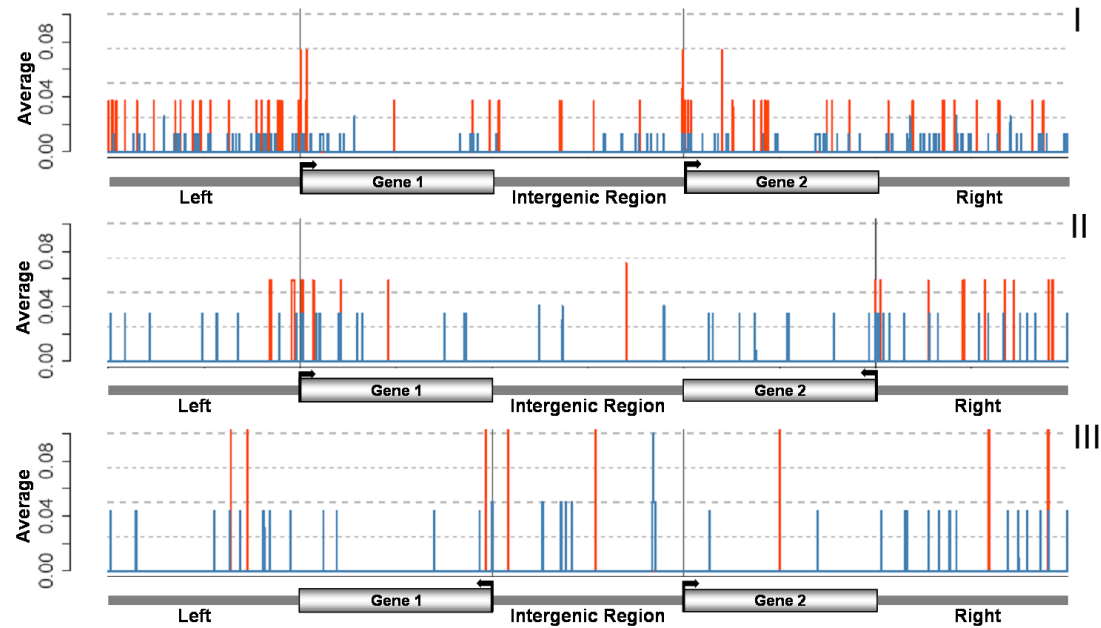 I
Average
0.00 0.04 0.08
Gene 1 Gene 2
Left Intergenic Region Right
II
Average
0.00 0.04 0.08
Gene 1 Gene 2
Left Intergenic Region Right
III
Average
0.00 0.04 0.08
Gene 1 Gene 2
Left Intergenic Region Right